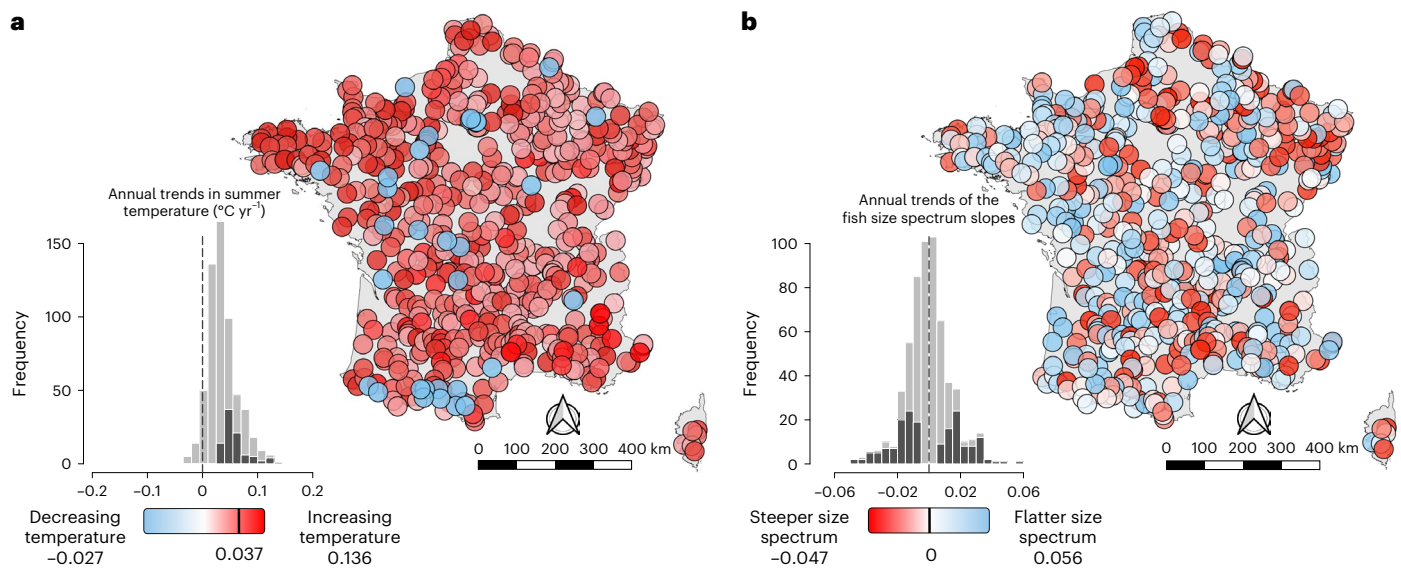 a
Annual trends in summer
temperature (°C yr⁻¹)
150
100
50
0
Frequency
−0.2 −0.1 0 0.1 0.2
0 100 200 300 400 km
Decreasing
temperature
−0.027
0.037
Increasing
temperature
0.136
b
Annual trends of the
fish size spectrum slopes
100
80
60
40
20
0
Frequency
−0.06 −0.02 0.02 0.06
0 100 200 300 400 km
Steeper size
spectrum
−0.047
0
Flatter size
spectrum
0.056